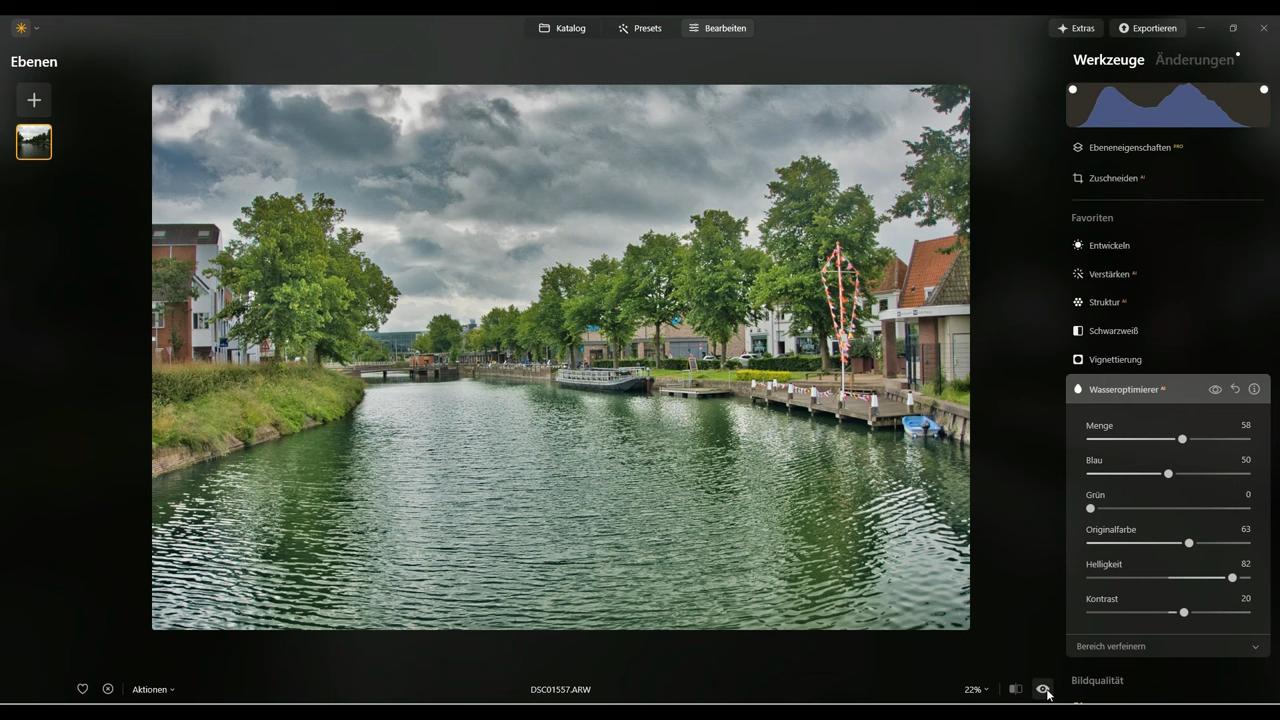 Katalog
Presets
Bearbeiten
Extras
Exportieren
Ebenen
Werkzeuge
Änderungen
Ebeneneigenschaften PRO
Zuschneiden AI
Favoriten
Entwickeln
Verstärken AI
Struktur AI
Schwarzweiß
Vignettierung
Wasseroptimierer AI
Menge 58
Blau 50
Grün 0
Originalfarbe 63
Helligkeit 82
Kontrast 20
Bereich verfeinern
Bildqualität
Aktionen
DSC01557.ARW
22%